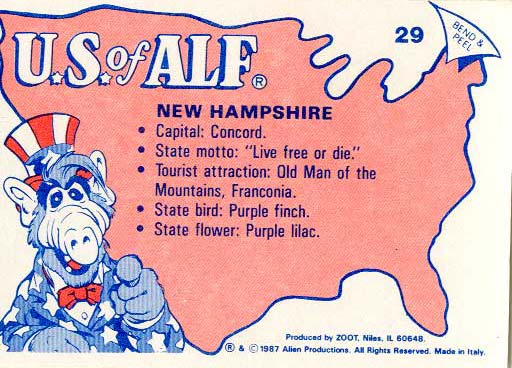 U.S. of ALF®
29
BEND &
PEEL
NEW HAMPSHIRE
• Capital: Concord.
• State motto: "Live free or die."
• Tourist attraction: Old Man of the
Mountains, Franconia.
• State bird: Purple finch.
• State flower: Purple lilac.
Produced by ZOOT, Niles, IL 60648.
® & © 1987 Alien Productions. All Rights Reserved. Made in Italy.